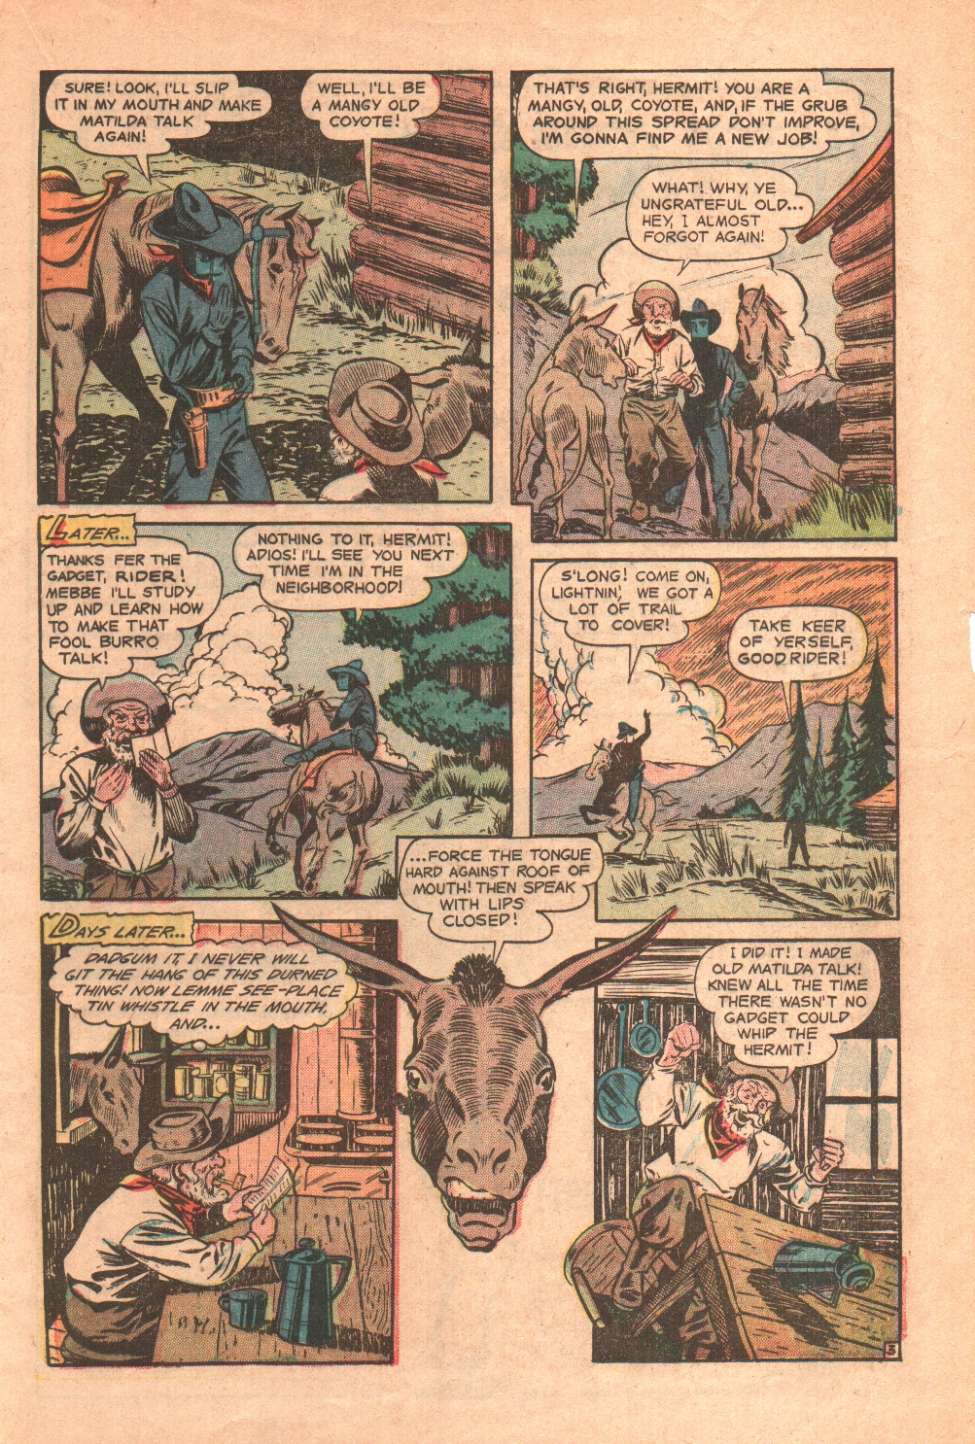 SURE! LOOK, I'LL SLIP
IT IN MY MOUTH AND MAKE
MATILDA TALK
AGAIN!
WELL, I'LL BE
A MANGY OLD
COYOTE!
THAT'S RIGHT, HERMIT! YOU ARE A
MANGY, OLD, COYOTE, AND, IF THE GRUB
AROUND THIS SPREAD DON'T IMPROVE,
I'M GONNA FIND ME A NEW JOB!
WHAT! WHY, YE
UNGRATEFUL OLD...
HEY, I ALMOST
FORGOT AGAIN!
LATER...
THANKS FER THE
GADGET, RIDER!
MEBBE I'LL STUDY
UP AND LEARN HOW
TO MAKE THAT
FOOL BURRO
TALK!
NOTHING TO IT, HERMIT!
ADIOS! I'LL SEE YOU NEXT
TIME I'M IN THE
NEIGHBORHOOD!
S'LONG! COME ON,
LIGHTNIN', WE GOT A
LOT OF TRAIL
TO COVER!
TAKE KEER
OF YERSELF,
GOOD RIDER!
DAYS LATER...
DADGUM IT, I NEVER WILL
GIT THE HANG OF THIS DURNED
THING! NOW LEMME SEE-PLACE
TIN WHISTLE IN THE MOUTH,
AND...
...FORCE THE TONGUE
HARD AGAINST ROOF OF
MOUTH! THEN SPEAK
WITH LIPS
CLOSED!
I DID IT! I MADE
OLD MATILDA TALK!
KNEW ALL THE TIME
THERE WASN'T NO
GADGET COULD
WHIP THE
HERMIT!
3